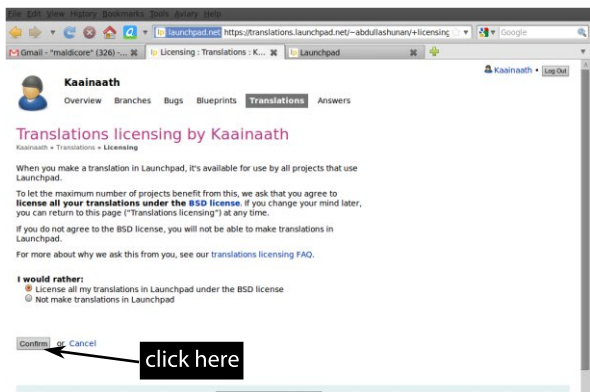 File Edit View History Bookmarks Tools Aviary Help
launchpad.net https://translations.launchpad.net/~abdullashunan/+licensing
Google
Gmail - "maldicore" (326) -...
Licensing : Translations : K...
Launchpad
Kaainaath • Log Out
Kaainaath
Overview Branches Bugs Blueprints Translations Answers
Translations licensing by Kaainaath
Kaainaath » Translations » Licensing
When you make a translation in Launchpad, it's available for use by all projects that use
Launchpad.
To let the maximum number of projects benefit from this, we ask that you agree to
license all your translations under the BSD license. If you change your mind later,
you can return to this page ("Translations licensing") at any time.
If you do not agree to the BSD license, you will not be able to make translations in
Launchpad.
For more about why we ask this from you, see our translations licensing FAQ.
I would rather:
License all my translations in Launchpad under the BSD license
Not make translations in Launchpad
Confirm or Cancel
click here